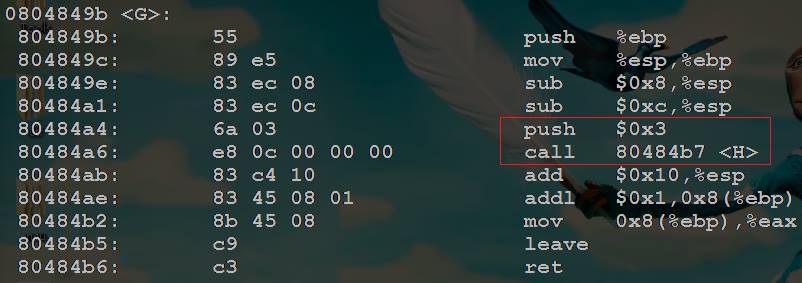 0804849b <G>:
804849b: 55 push %ebp
804849c: 89 e5 mov %esp,%ebp
804849e: 83 ec 08 sub $0x8,%esp
80484a1: 83 ec 0c sub $0xc,%esp
80484a4: 6a 03 push $0x3
80484a6: e8 0c 00 00 00 call 80484b7 <H>
80484ab: 83 c4 10 add $0x10,%esp
80484ae: 83 45 08 01 addl $0x1,0x8(%ebp)
80484b2: 8b 45 08 mov 0x8(%ebp),%eax
80484b5: c9 leave
80484b6: c3 ret